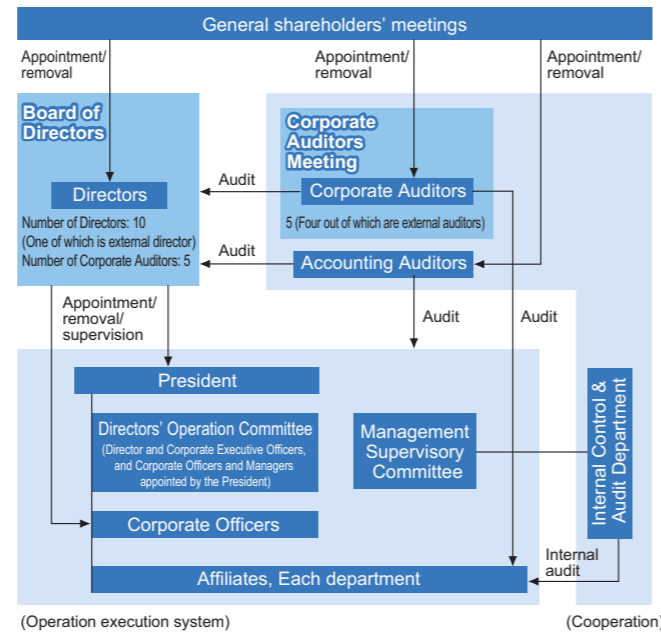 General shareholders' meetings
Appointment/
removal
Appointment/
removal
Appointment/
removal
Board of
Directors
Corporate
Auditors
Meeting
Directors
Audit
Corporate Auditors
Number of Directors: 10
(One of which is external director)
Number of Corporate Auditors: 5
5 (Four out of which are external auditors)
Audit
Accounting Auditors
Appointment/
removal/
supervision
Audit
Audit
President
Directors' Operation Committee
(Director and Corporate Executive Officers,
and Corporate Officers and Managers
appointed by the President)
Management
Supervisory
Committee
Internal Control &
Audit Department
Corporate Officers
Internal
audit
Affiliates, Each department
(Operation execution system)
(Cooperation)